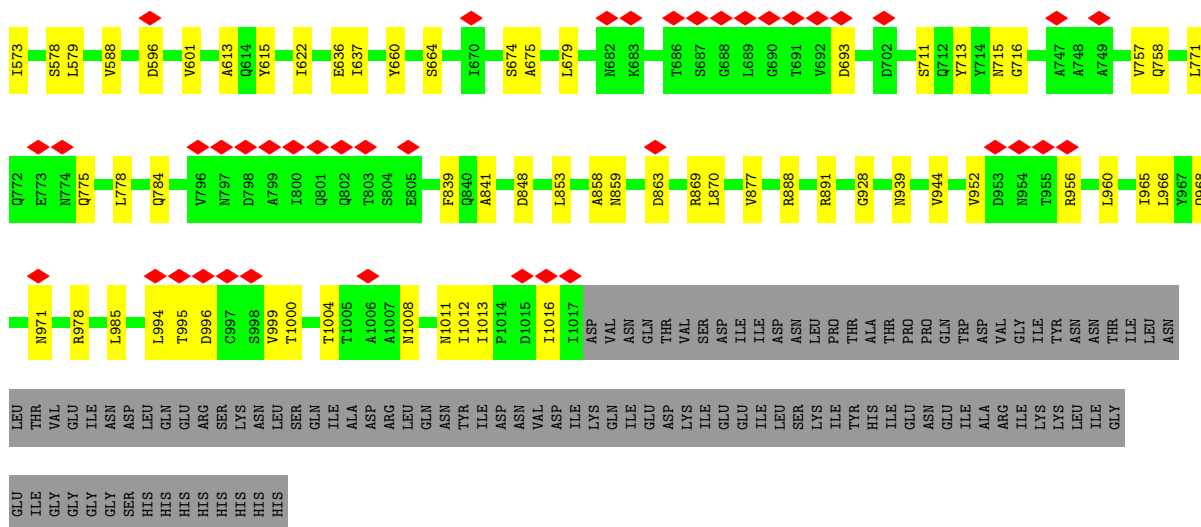 I573 S578 L579 V588 D596 V601 A613 Q614 Y615 I622 E636 I637 Y660 S664 I670 S674 A675 L679 N682 K683 T686 S687 G688 L689 G690 T691 V692 D693 D702 S711 Q712 Y713 Y714 N715 G716 A747 A748 A749 V757 Q758 L771
Q772 E773 N774 Q775 L778 Q784 V796 N797 D798 A799 I800 Q801 Q802 T803 S804 E805 F839 Q840 A841 D848 L853 A858 N859 D863 R869 L870 V877 R888 R891 G928 N939 V944 V952 D953 N954 T955 R956 L960 I965 L966 Y967 Q968
N971 R978 L985 L994 T995 D996 C997 S998 V999 T1000 T1004 T1005 A1006 A1007 N1008 N1011 I1012 I1013 P1014 D1015 I1016 I1017 ASP VAL ASN GLN THR VAL SER ASP ILE ILE ASP ASN LEU PRO THR ALA THR PRO PRO GLN TRP ASP VAL GLY ILE TYR ASN ASN THR ILE LEU ASN
LEU THR VAL GLU ILE ASN ASP LEU GLN GLU ARG SER LYS ASN LEU SER GLN ILE ALA ASP ARG LEU GLN ASN TYR ILE ASP ASN VAL ASP ILE LYS GLN ILE GLU ASP LYS ILE GLU GLU ILE LEU SER LYS ILE TYR HIS ILE GLU ASN GLU ILE ALA ARG ILE LYS LYS LEU ILE GLY
GLU ILE GLY GLY GLY GLY SER HIS HIS HIS HIS HIS HIS HIS HIS